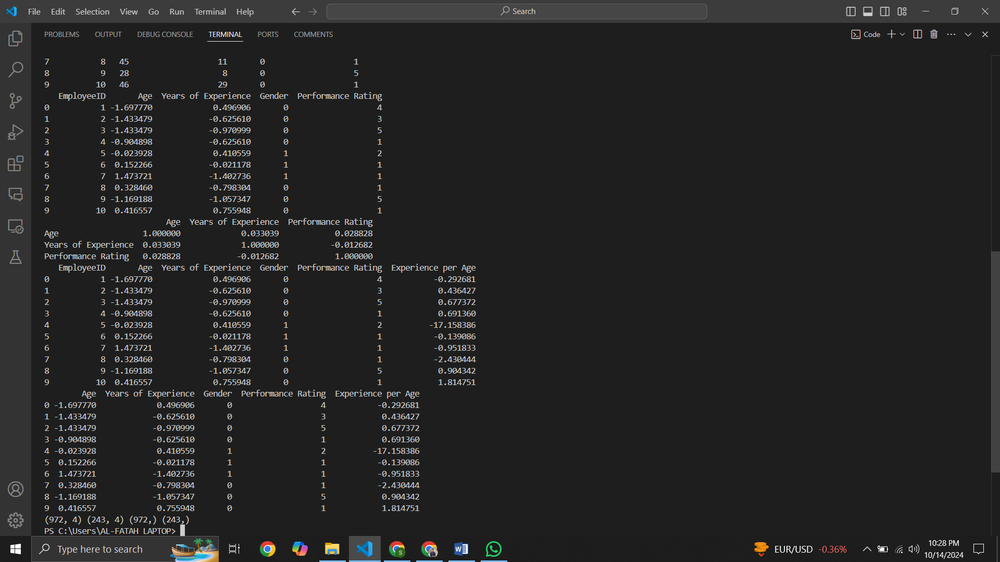 File Edit Selection View Go Run Terminal Help
Search
PROBLEMS OUTPUT DEBUG CONSOLE TERMINAL PORTS COMMENTS
Code
7 8 45 11 0 1
8 9 28 8 0 5
9 10 46 29 0 1
EmployeeID Age Years of Experience Gender Performance Rating
0 1 -1.697770 0.496906 0 4
1 2 -1.433479 -0.625610 0 3
2 3 -1.433479 -0.970999 0 5
3 4 -0.904898 -0.625610 0 1
4 5 -0.023928 0.410559 1 2
5 6 0.152266 -0.021178 1 1
6 7 1.473721 -1.402736 1 1
7 8 0.328460 -0.798304 0 1
8 9 -1.169188 -1.057347 0 5
9 10 0.416557 0.755948 0 1
Age Years of Experience Performance Rating
Age 1.000000 0.033039 0.028828
Years of Experience 0.033039 1.000000 -0.012682
Performance Rating 0.028828 -0.012682 1.000000
EmployeeID Age Years of Experience Gender Performance Rating Experience per Age
0 1 -1.697770 0.496906 0 4 -0.292681
1 2 -1.433479 -0.625610 0 3 0.436427
2 3 -1.433479 -0.970999 0 5 0.677372
3 4 -0.904898 -0.625610 0 1 0.691360
4 5 -0.023928 0.410559 1 2 -17.158386
5 6 0.152266 -0.021178 1 1 -0.139086
6 7 1.473721 -1.402736 1 1 -0.951833
7 8 0.328460 -0.798304 0 1 -2.430444
8 9 -1.169188 -1.057347 0 5 0.904342
9 10 0.416557 0.755948 0 1 1.814751
Age Years of Experience Gender Performance Rating Experience per Age
0 -1.697770 0.496906 0 4 -0.292681
1 -1.433479 -0.625610 0 3 0.436427
2 -1.433479 -0.970999 0 5 0.677372
3 -0.904898 -0.625610 0 1 0.691360
4 -0.023928 0.410559 1 2 -17.158386
5 0.152266 -0.021178 1 1 -0.139086
6 1.473721 -1.402736 1 1 -0.951833
7 0.328460 -0.798304 0 1 -2.430444
8 -1.169188 -1.057347 0 5 0.904342
9 0.416557 0.755948 0 1 1.814751
(972, 4) (243, 4) (972,) (243,)
PS C:\Users\AL-FATAH LAPTOP>
Type here to search
EUR/USD -0.36%
10:28 PM
10/14/2024